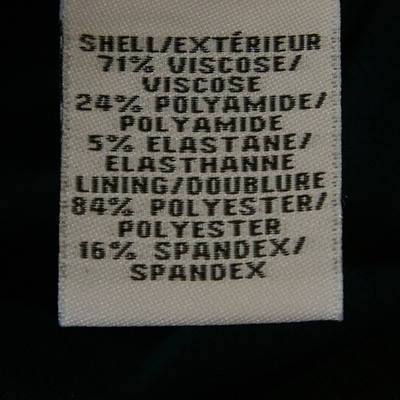 SHELL/EXTÉRIEUR
71% VISCOSE/
VISCOSE
24% POLYAMIDE/
POLYAMIDE
5% ELASTANE/
ELASTHANNE
LINING/DOUBLURE
84% POLYESTER/
POLYESTER
16% SPANDEX/
SPANDEX